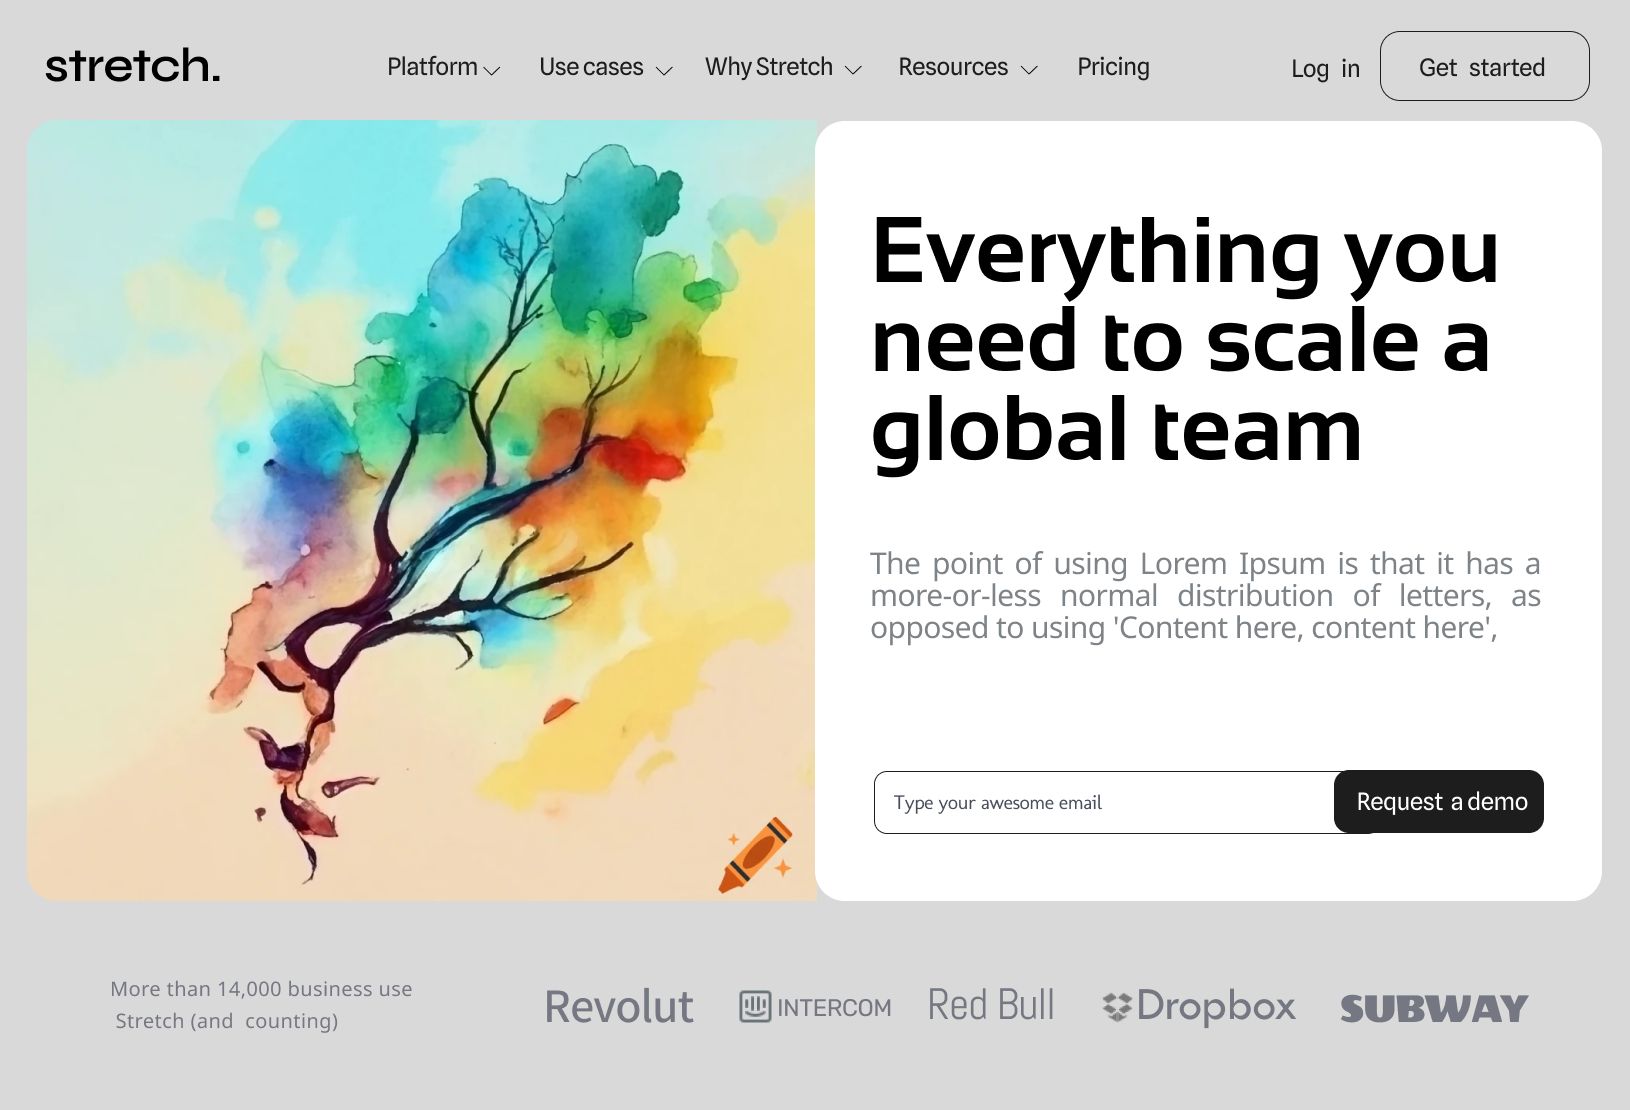 stretch.
Platform
Use cases
Why Stretch
Resources
Pricing
Log in
Get started
Everything you
need to scale a
global team
The point of using Lorem Ipsum is that it has a
more-or-less normal distribution of letters, as
opposed to using 'Content here, content here',
Type your awesome email
Request a demo
More than 14,000 business use
Stretch (and counting)
Revolut
INTERCOM
Red Bull
Dropbox
SUBWAY